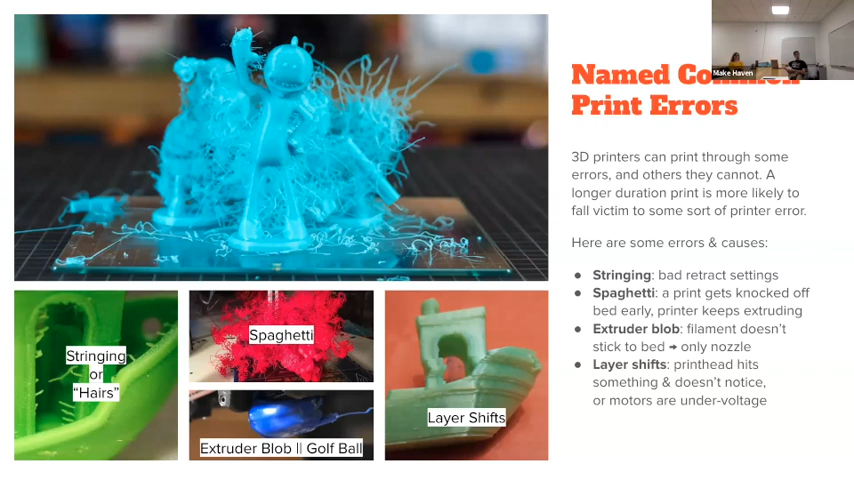 Make Haven
Named Common
Print Errors
3D printers can print through some
errors, and others they cannot. A
longer duration print is more likely to
fall victim to some sort of printer error.
Here are some errors & causes:
● Stringing: bad retract settings
● Spaghetti: a print gets knocked off
bed early, printer keeps extruding
● Extruder blob: filament doesn’t
stick to bed → only nozzle
● Layer shifts: printhead hits
something & doesn’t notice,
or motors are under-voltage
Stringing
or
“Hairs”
Spaghetti
Extruder Blob || Golf Ball
Layer Shifts